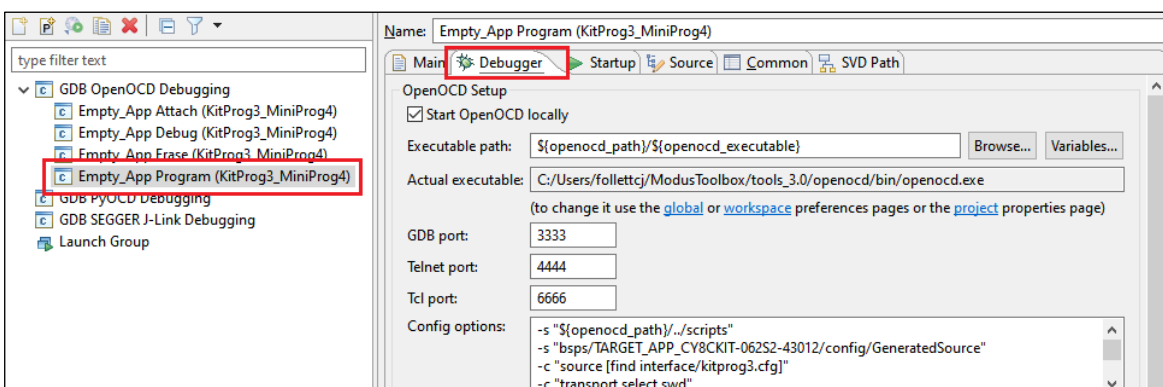 type filter text
GDB OpenOCD Debugging
Empty_App Attach (KitProg3_MiniProg4)
Empty_App Debug (KitProg3_MiniProg4)
Empty_App Erase (KitProg3_MiniProg4)
Empty_App Program (KitProg3_MiniProg4)
GDB PyOCD Debugging
GDB SEGGER J-Link Debugging
Launch Group
Name: Empty_App Program (KitProg3_MiniProg4)
Main Debugger Startup Source Common SVD Path
OpenOCD Setup
Start OpenOCD locally
Executable path: ${openocd_path}/${openocd_executable} Browse... Variables...
Actual executable: C:/Users/follettcj/ModusToolbox/tools_3.0/openocd/bin/openocd.exe
(to change it use the global or workspace preferences pages or the project properties page)
GDB port: 3333
Telnet port: 4444
Tcl port: 6666
Config options: -s "${openocd_path}/../scripts"
-s "bsps/TARGET_APP_CY8CKIT-062S2-43012/config/GeneratedSource"
-c "source [find interface/kitprog3.cfg]"
-c "transport select swd"